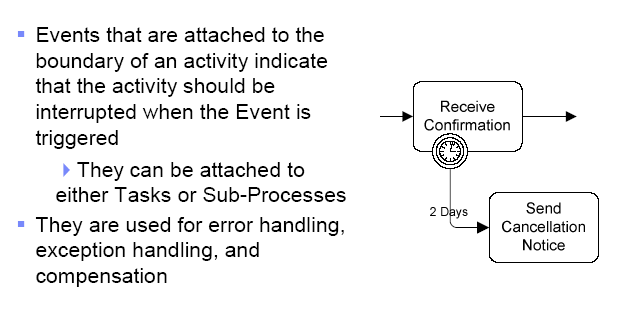 Events that are attached to the
boundary of an activity indicate
that the activity should be
interrupted when the Event is
triggered
They can be attached to
either Tasks or Sub-Processes
They are used for error handling,
exception handling, and
compensation
Receive
Confirmation
2 Days
Send
Cancellation
Notice